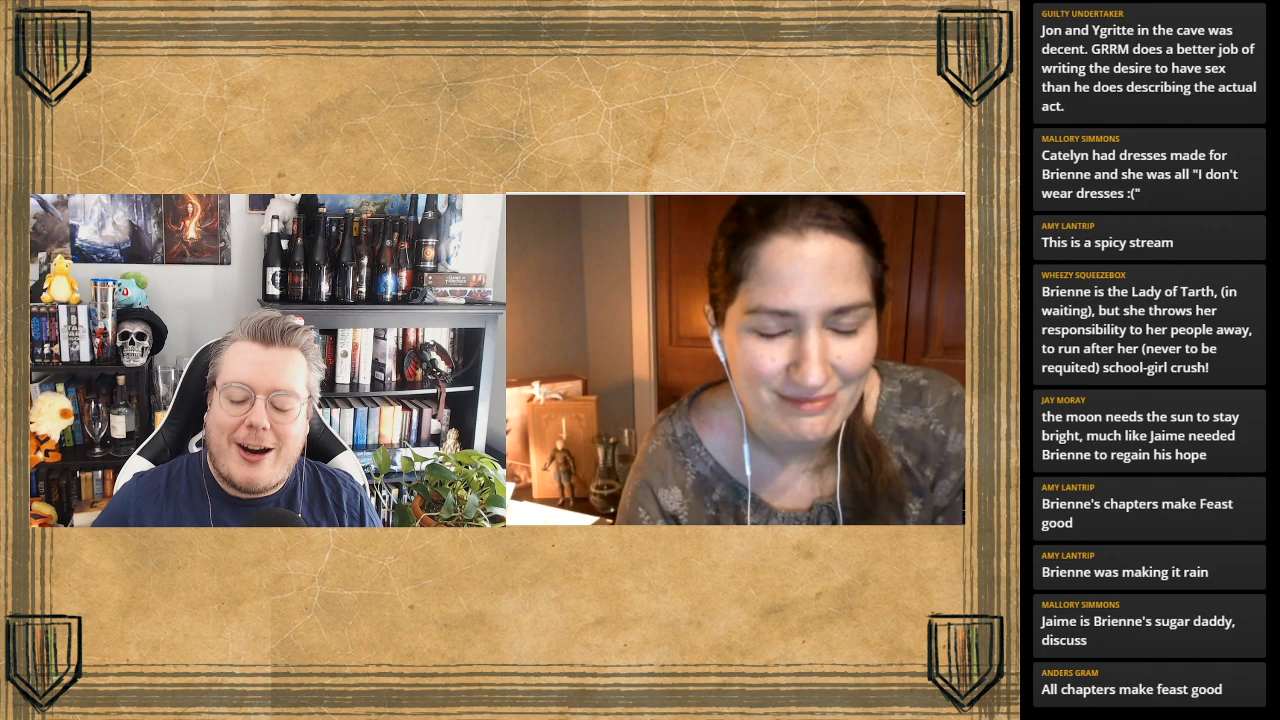 GUILTY UNDERTAKER
Jon and Ygritte in the cave was
decent. GRRM does a better job of
writing the desire to have sex
than he does describing the actual
act.
MALLORY SIMMONS
Catelyn had dresses made for
Brienne and she was all "I don't
wear dresses :("
AMY LANTRIP
This is a spicy stream
WHEEZY SQUEEZEBOX
Brienne is the Lady of Tarth, (in
waiting), but she throws her
responsibility to her people away,
to run after her (never to be
requited) school-girl crush!
JAY MORAY
the moon needs the sun to stay
bright, much like Jaime needed
Brienne to regain his hope
AMY LANTRIP
Brienne's chapters make Feast
good
AMY LANTRIP
Brienne was making it rain
MALLORY SIMMONS
Jaime is Brienne's sugar daddy,
discuss
ANDERS GRAM
All chapters make feast good